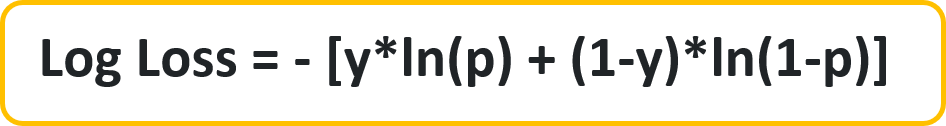 Log Loss = - [y*ln(p) + (1-y)*ln(1-p)]